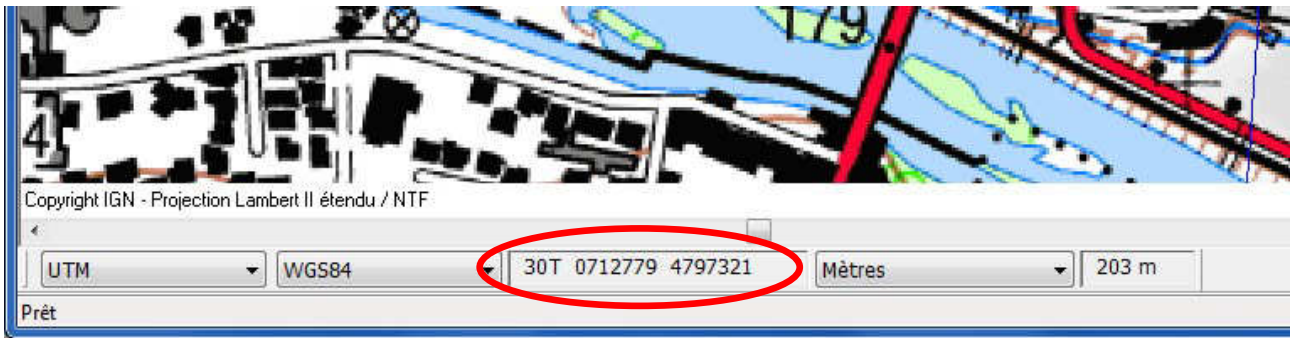 179
4
Copyright IGN - Projection Lambert II étendu / NTF
UTM WGS84 30T 0712779 4797321 Mètres 203 m
Prêt